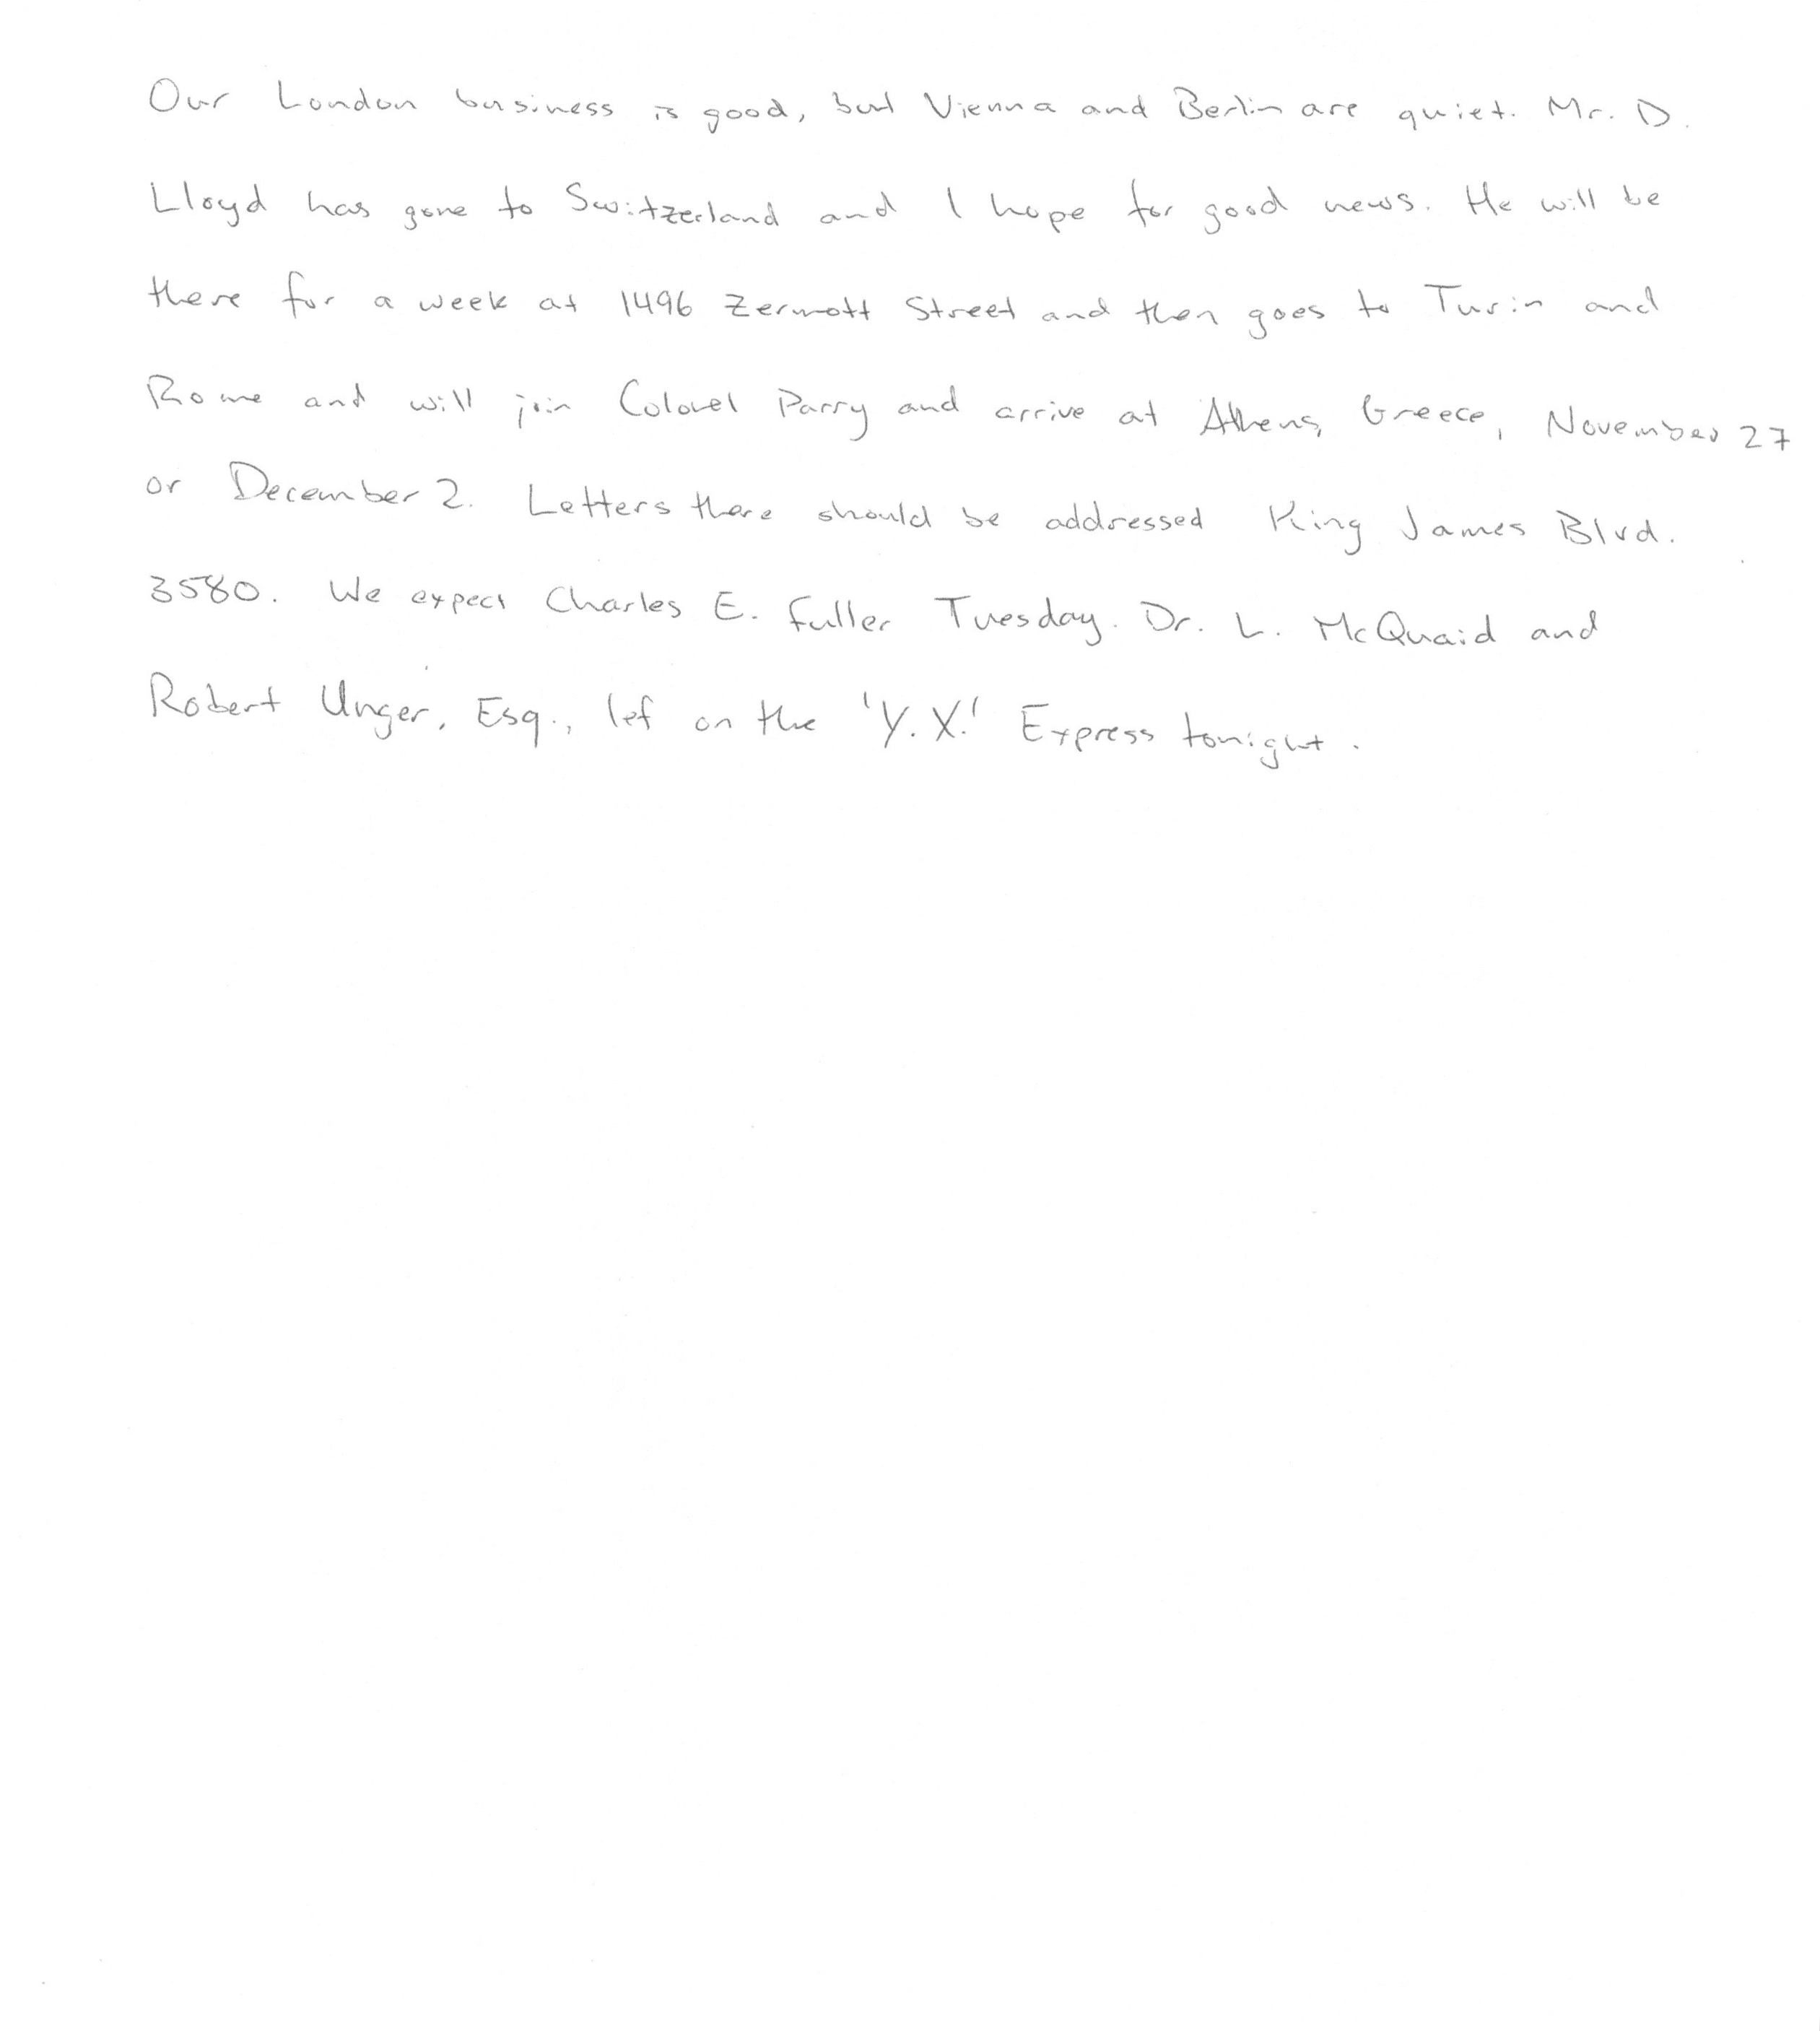 Our London business is good, but Vienna and Berlin are quiet. Mr. D.
Lloyd has gone to Switzerland and I hope for good news. He will be
there for a week at 1496 Zermott Street and then goes to Turin and
Rome and will join Colonel Parry and arrive at Athens, Greece, November 27
or December 2. Letters there should be addressed King James Blvd.
3580. We expect Charles E. Fuller Tuesday. Dr. L. McQuaid and
Robert Unger, Esq., lef on the 'Y.X.' Express tonight.